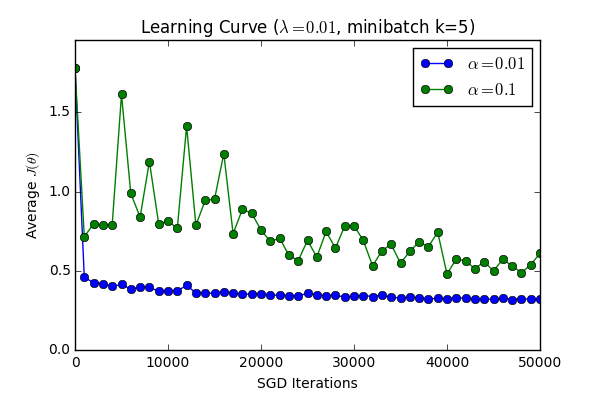 Learning Curve (λ=0.01, minibatch k=5)
α=0.01
α=0.1
Average J(θ)
1.5
1.0
0.5
0.0
0 10000 20000 30000 40000 50000
SGD Iterations